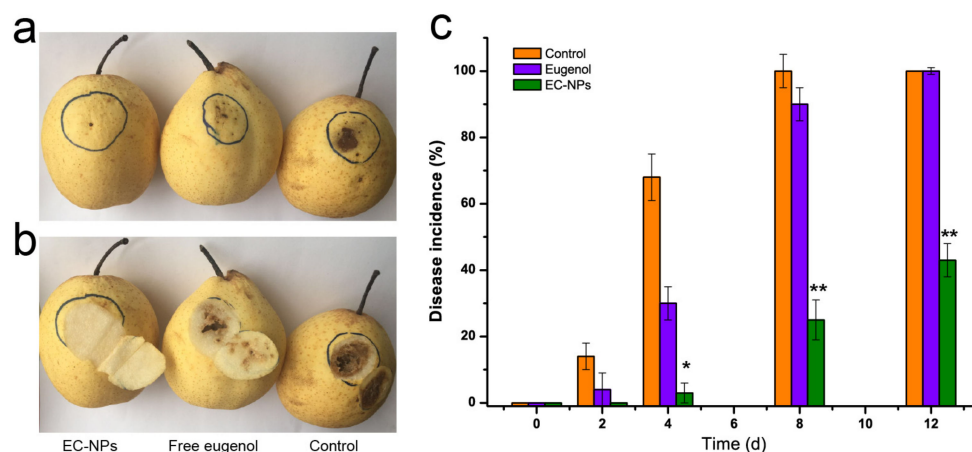 a
b
EC-NPs Free eugenol Control
c
Control
Eugenol
EC-NPs
Disease incidence (%)
100
80
60
40
20
0
*
**
**
0 2 4 6 8 10 12
Time (d)